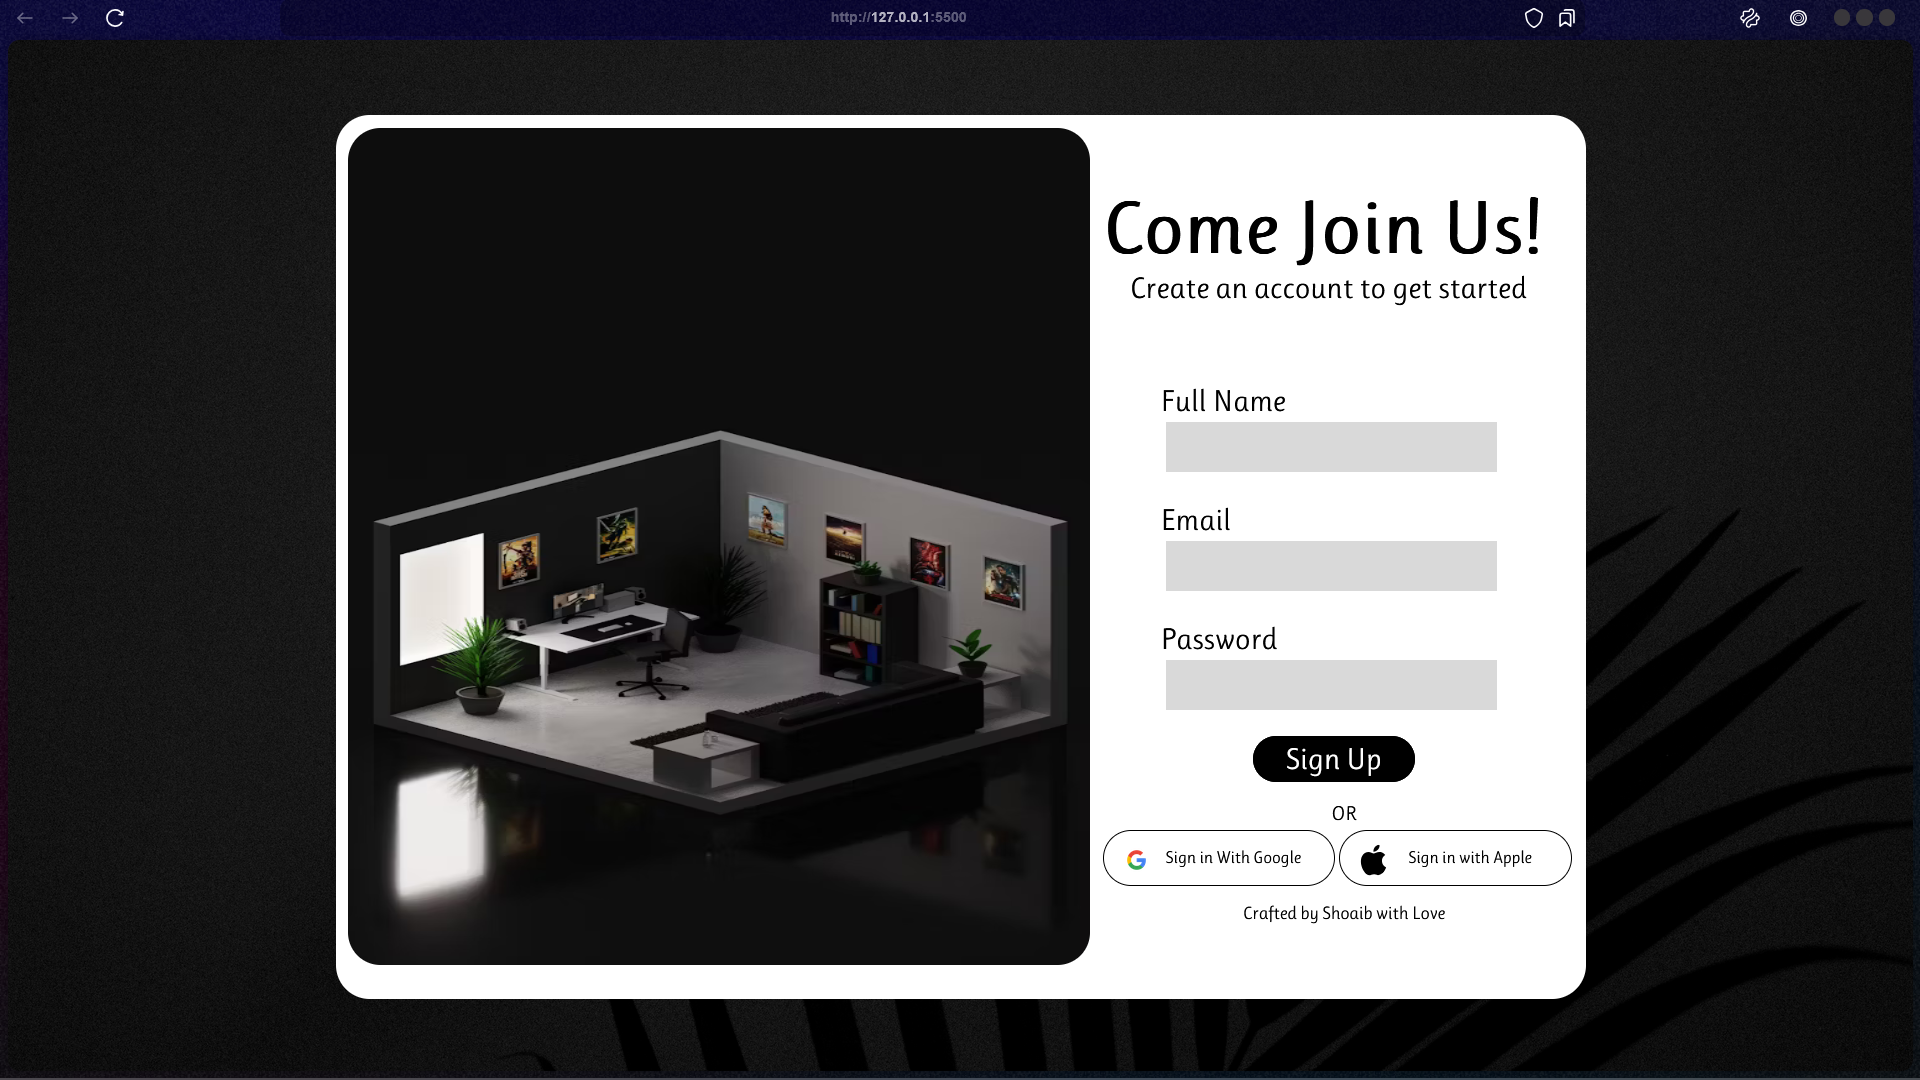 http://127.0.0.1:5500
Come Join Us!
Create an account to get started
Full Name
Email
Password
Sign Up
OR
Sign in With Google
Sign in with Apple
Crafted by Shoaib with Love